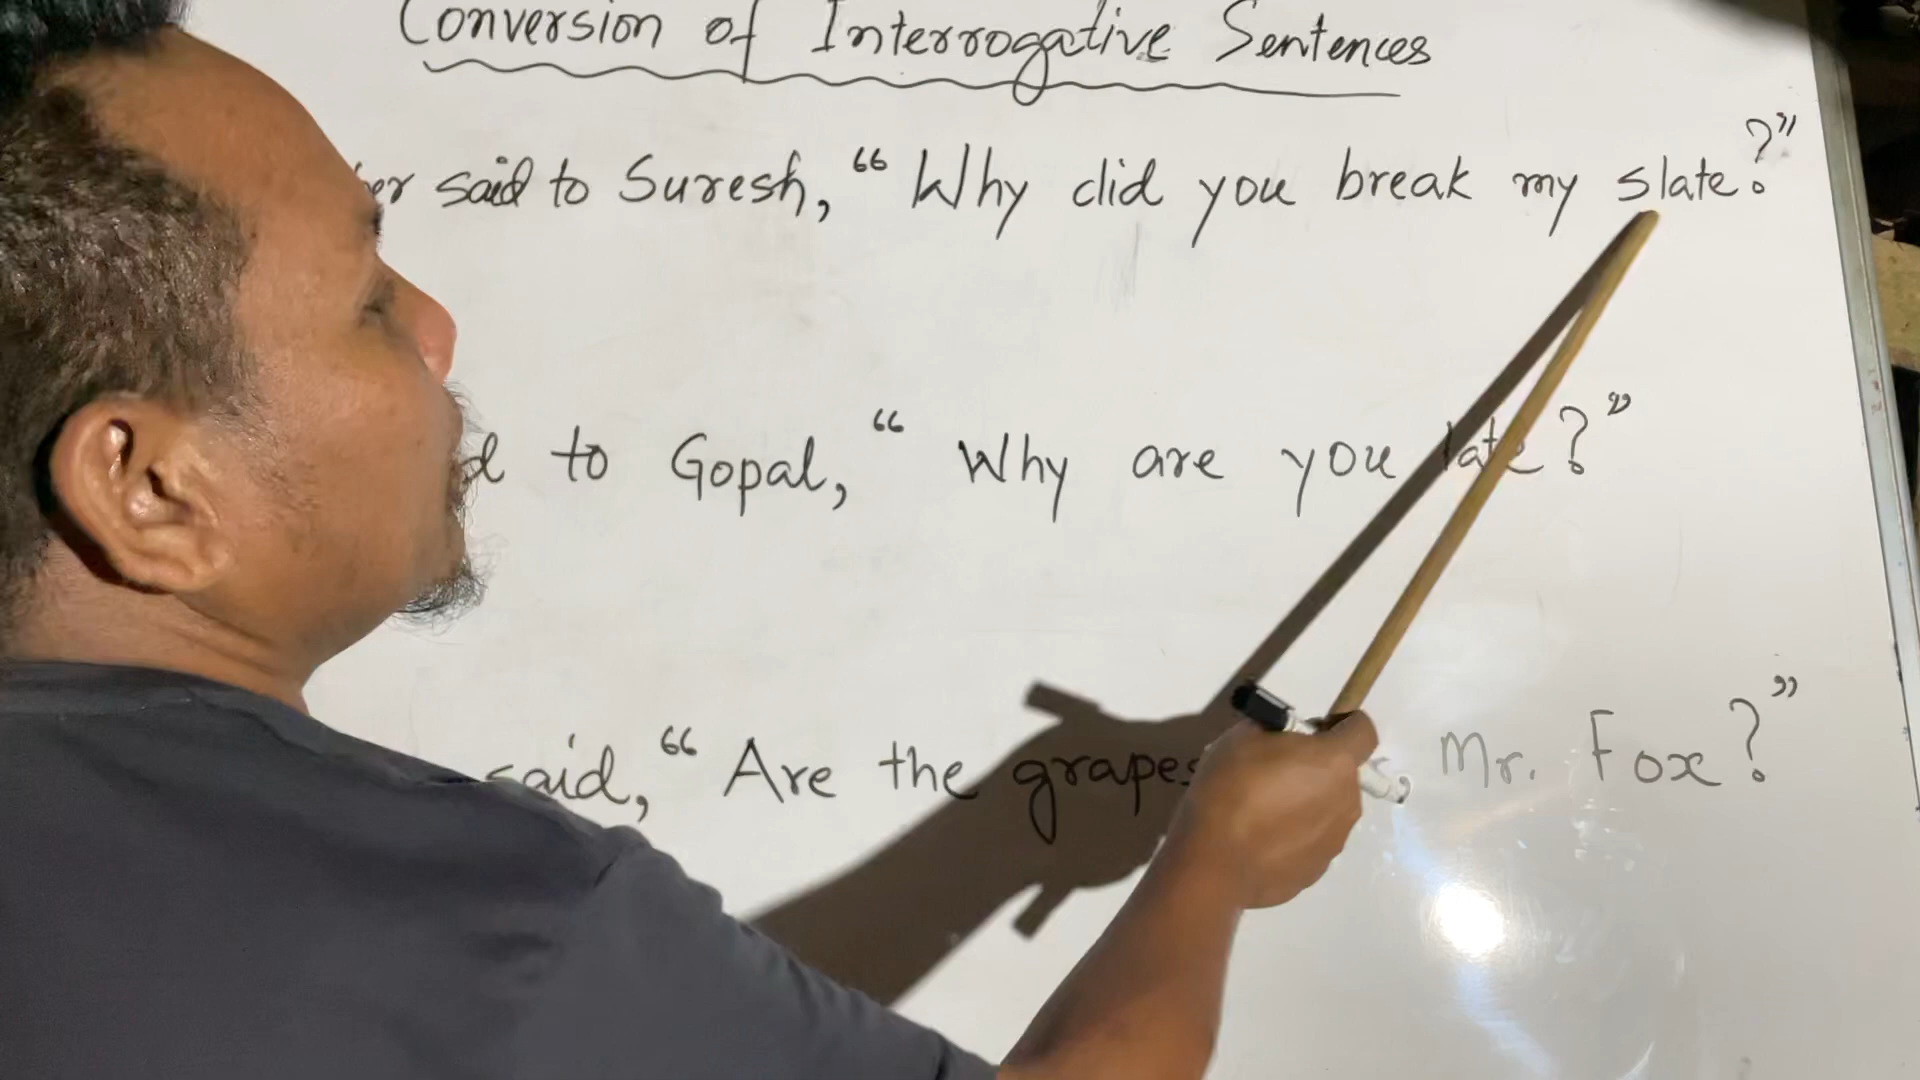 Conversion of Interrogative Sentences
said to Suresh, “ Why did you break my slate?”
to Gopal, “ Why are you late?”
said, “ Are the grapes Mr. Fox?”